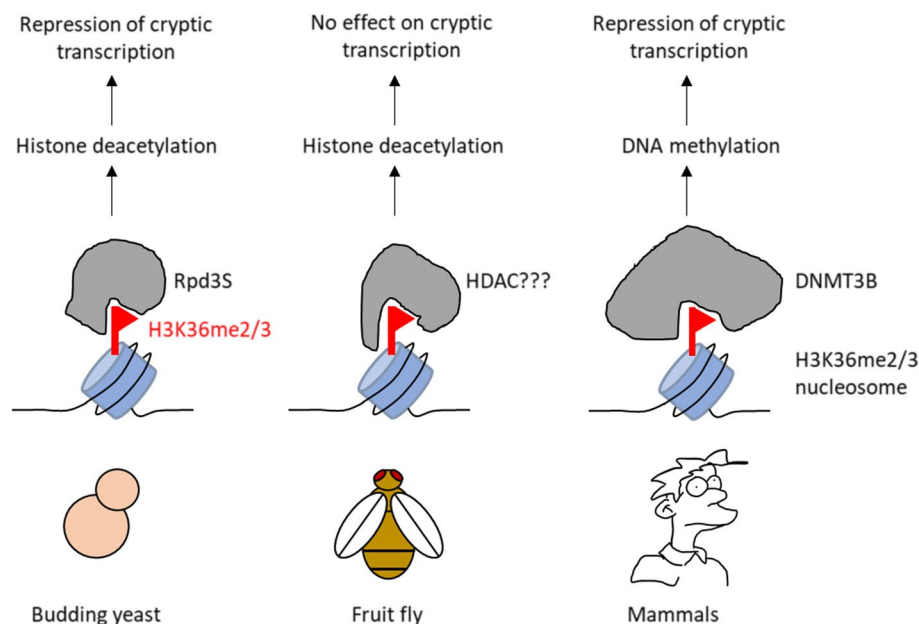 Repression of cryptic
transcription
No effect on cryptic
transcription
Repression of cryptic
transcription
Histone deacetylation
Histone deacetylation
DNA methylation
Rpd3S
HDAC???
DNMT3B
H3K36me2/3
H3K36me2/3
nucleosome
Budding yeast
Fruit fly
Mammals